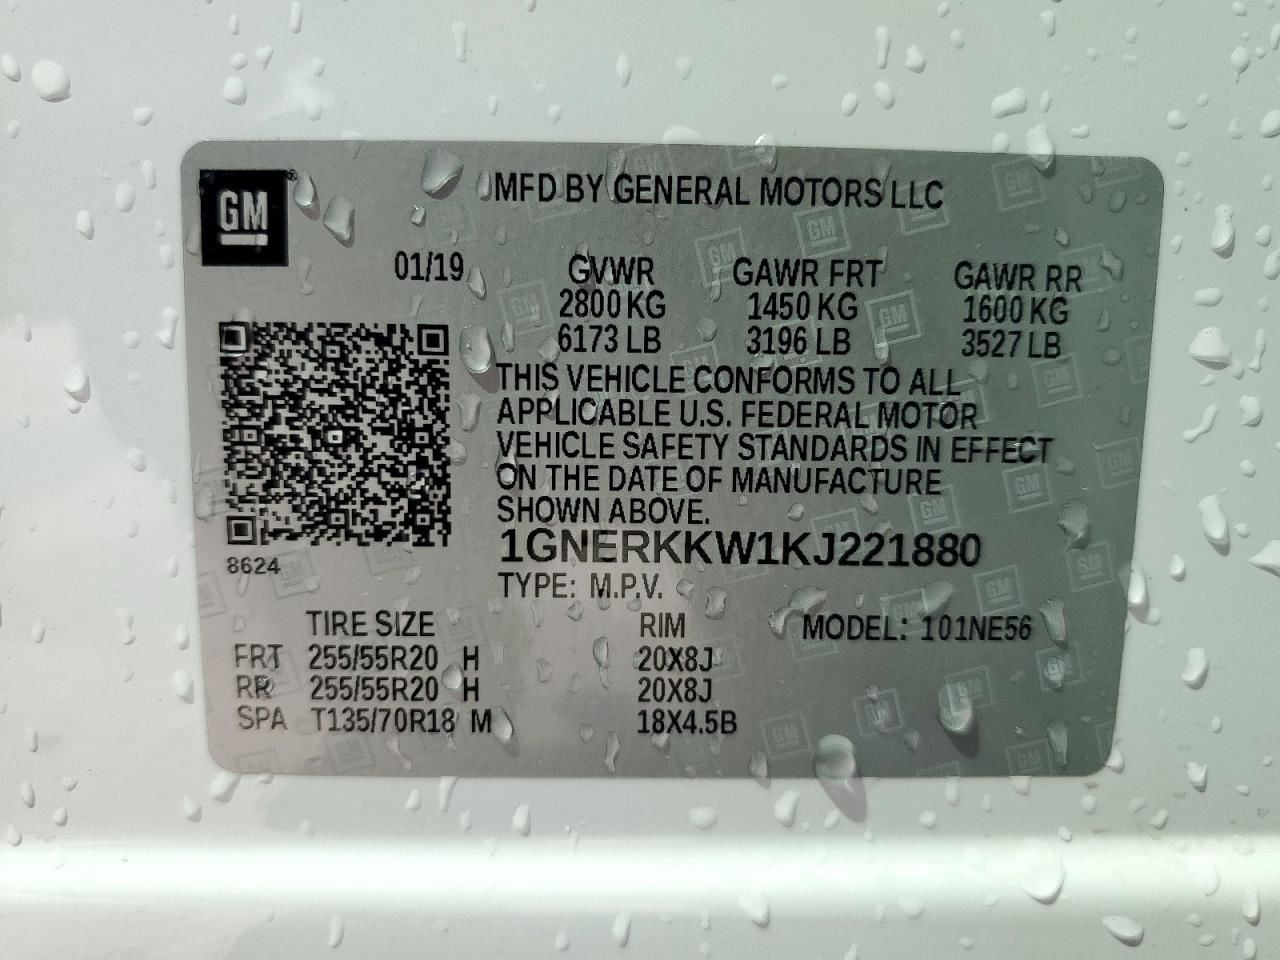 GM®
MFD BY GENERAL MOTORS LLC
01/19 GVWR GAWR FRT GAWR RR
2800 KG 1450 KG 1600 KG
6173 LB 3196 LB 3527 LB
THIS VEHICLE CONFORMS TO ALL
APPLICABLE U.S. FEDERAL MOTOR
VEHICLE SAFETY STANDARDS IN EFFECT
ON THE DATE OF MANUFACTURE
SHOWN ABOVE.
1GNERKKW1KJ221880
8624
TYPE: M.P.V.
TIRE SIZE RIM MODEL: 101NE56
FRT 255/55R20 H 20X8J
RR 255/55R20 H 20X8J
SPA T135/70R18 M 18X4.5B